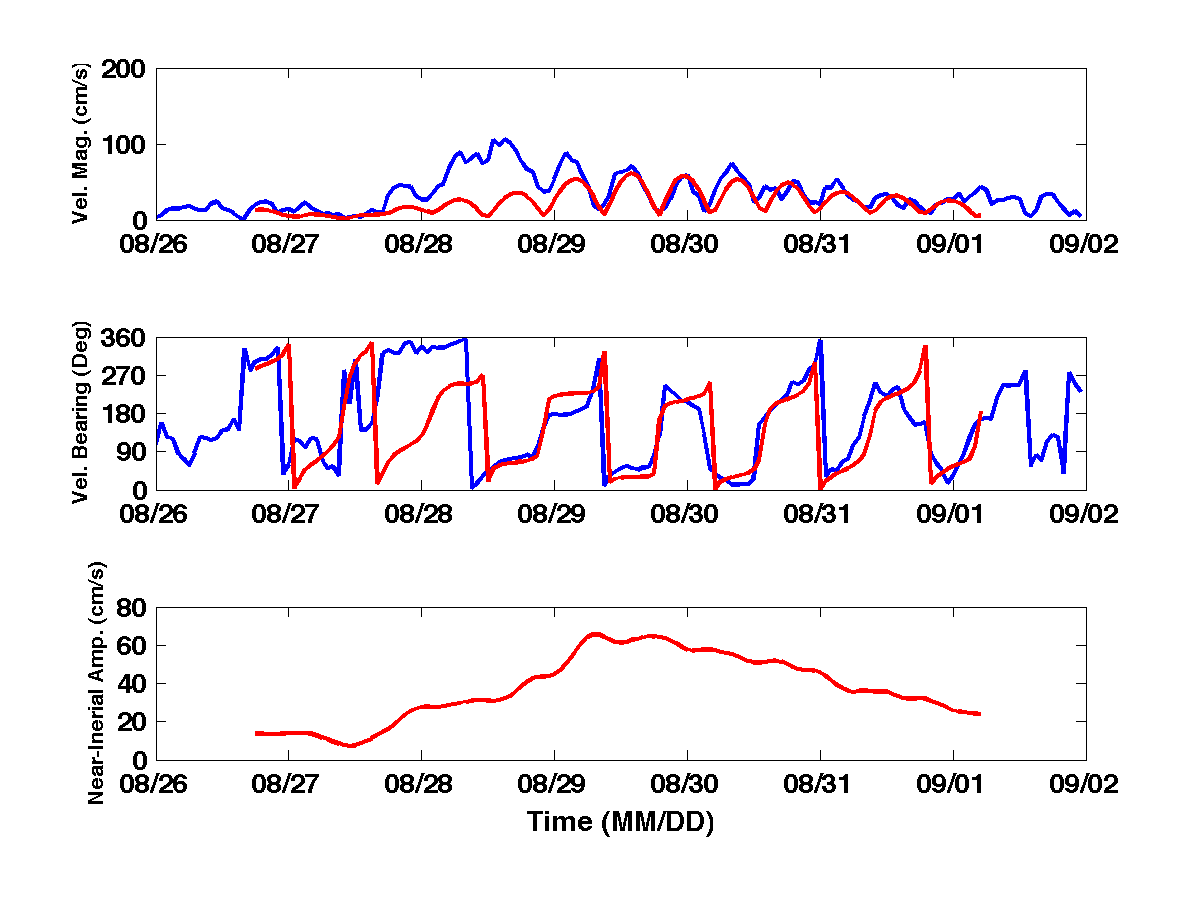 Vel. Mag. (cm/s)
200
100
0
08/26 08/27 08/28 08/29 08/30 08/31 09/01 09/02
Vel. Bearing (Deg)
360
270
180
90
0
08/26 08/27 08/28 08/29 08/30 08/31 09/01 09/02
Near-Inerial Amp. (cm/s)
80
60
40
20
0
08/26 08/27 08/28 08/29 08/30 08/31 09/01 09/02
Time (MM/DD)